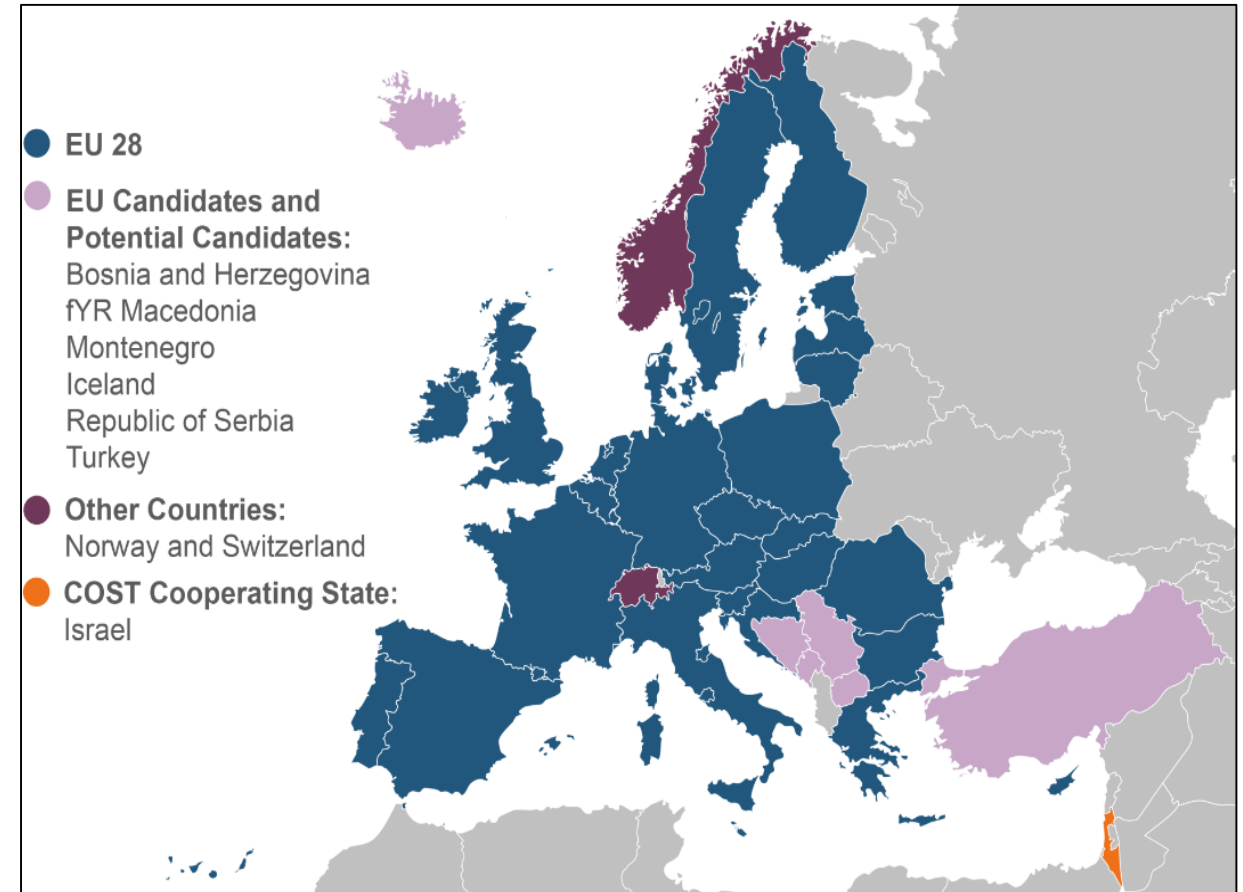 EU 28
EU Candidates and
Potential Candidates:
Bosnia and Herzegovina
fYR Macedonia
Montenegro
Iceland
Republic of Serbia
Turkey
Other Countries:
Norway and Switzerland
COST Cooperating State:
Israel